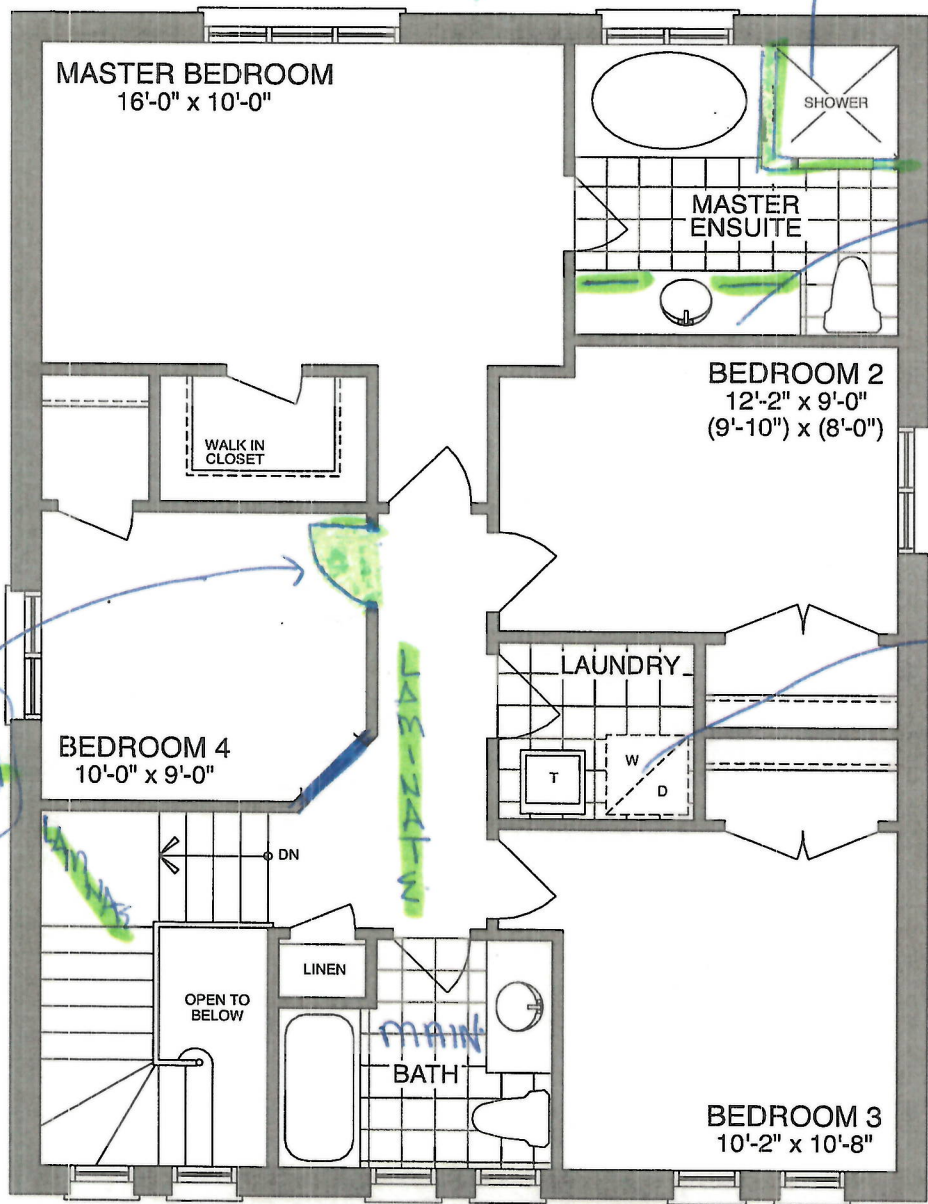 MASTER BEDROOM
16'-0" x 10'-0"
SHOWER
MASTER
ENSUITE
BEDROOM 2
12'-2" x 9'-0"
(9'-10") x (8'-0")
WALK IN
CLOSET
LAMINATE
LAUNDRY
W
T
D
BEDROOM 4
10'-0" x 9'-0"
DN
LINEN
OPEN TO
BELOW
MAIN
BATH
BEDROOM 3
10'-2" x 10'-8"